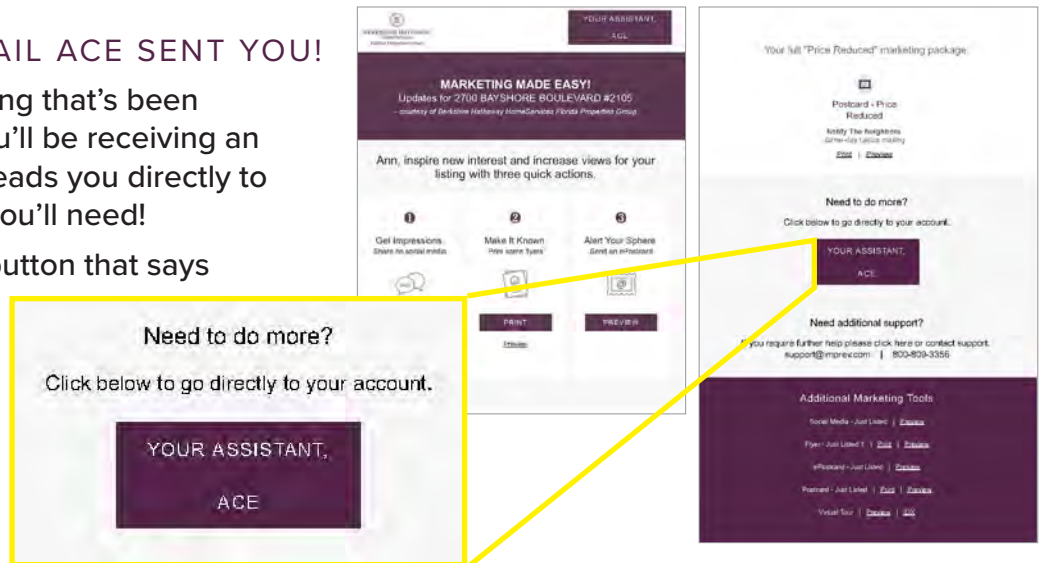 AIL ACE SENT YOU!
ng that's been
u'll be receiving an
eads you directly to
ou'll need!
outton that says
Need to do more?
Click below to go directly to your account.
YOUR ASSISTANT,
ACE
BERKSHIRE HATHAWAY
YOUR ASSISTANT,
ACE
MARKETING MADE EASY!
Updates for 2700 BAYSHORE BOULEVARD #2105
- courtesy of Berkshire Hathaway HomeServices Florida Properties Group
Ann, inspire new interest and increase views for your
listing with three quick actions.
1 2 3
Get Impressions Make It Known Alert Your Sphere
Share on social media Print some flyers Send an ePostcard
PRINT PREVIEW
Preview
Your full "Price Reduced" marketing package.
Postcard - Price
Reduced
Notify The Neighbors
Print | Preview
Need to do more?
Click below to go directly to your account.
YOUR ASSISTANT,
ACE
Need additional support?
If you require further help please click here or contact support.
support@imprev.com | 800-809-3356
Additional Marketing Tools
Social Media - Just Listed | Preview
Flyer - Just Listed 1 | Print | Preview
ePostcard - Just Listed | Preview
Postcard - Just Listed | Print | Preview
Virtual Tour | Preview | IDX